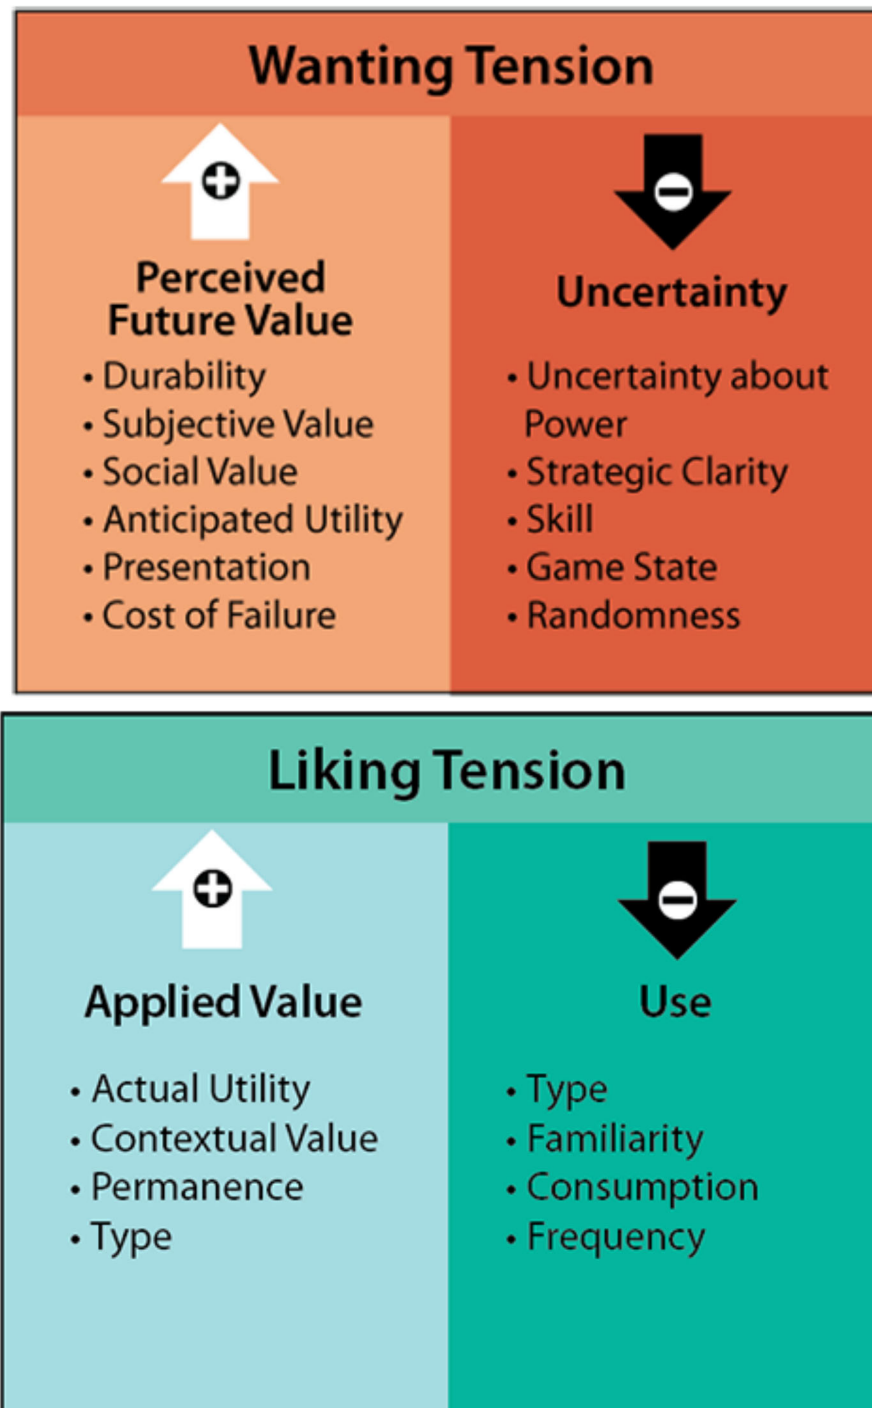 Wanting Tension
Perceived
Future Value
• Durability
• Subjective Value
• Social Value
• Anticipated Utility
• Presentation
• Cost of Failure
Uncertainty
• Uncertainty about
Power
• Strategic Clarity
• Skill
• Game State
• Randomness
Liking Tension
Applied Value
• Actual Utility
• Contextual Value
• Permanence
• Type
Use
• Type
• Familiarity
• Consumption
• Frequency